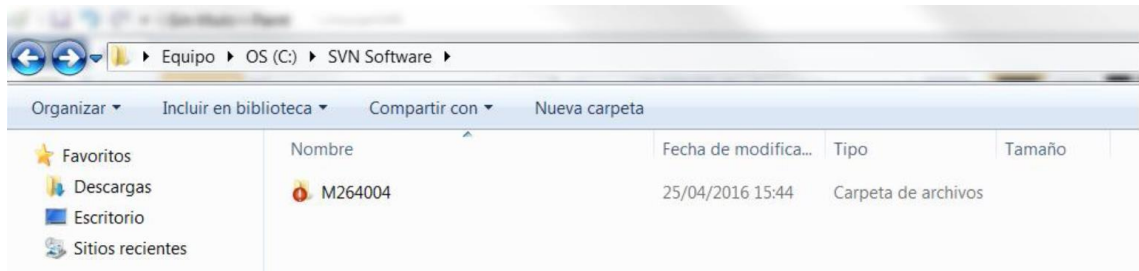 Equipo ▸ OS (C:) ▸ SVN Software ▸
Organizar Incluir en biblioteca Compartir con Nueva carpeta
Favoritos
Descargas
Escritorio
Sitios recientes
Nombre Fecha de modifica... Tipo Tamaño
M264004 25/04/2016 15:44 Carpeta de archivos